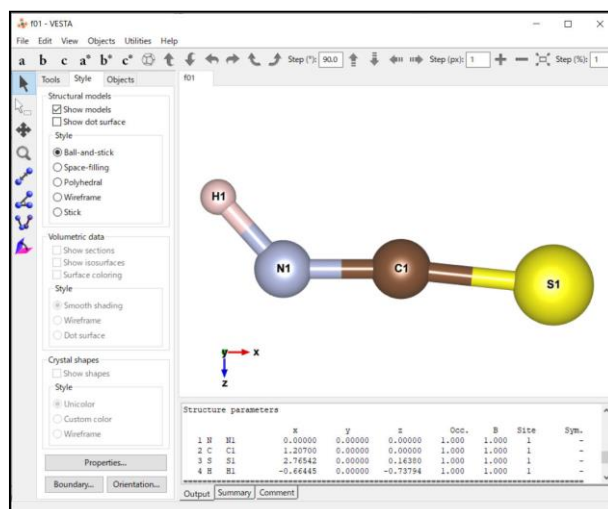 f01 - VESTA
File Edit View Objects Utilities Help
a b c a* b* c* Step (°): 90.0 Step (px): 1 Step (%): 1
Tools Style Objects
f01
Structural models
Show models
Show dot surface
Style
Ball-and-stick
Space-filling
Polyhedral
Wireframe
Stick
Volumetric data
Show sections
Show isosurfaces
Surface coloring
Style
Smooth shading
Wireframe
Dot surface
Crystal shapes
Show shapes
Style
Unicolor
Custom color
Wireframe
Properties...
Boundary... Orientation...
H1
N1
C1
S1
y x
z
Structure parameters
x y z Occ. B Site Sym.
1 N N1 0.00000 0.00000 0.00000 1.000 1.000 1 -
2 C C1 1.20700 0.00000 0.00000 1.000 1.000 1 -
3 S S1 2.76542 0.00000 0.16380 1.000 1.000 1 -
4 H H1 -0.66445 0.00000 -0.73794 1.000 1.000 1 -
Output Summary Comment